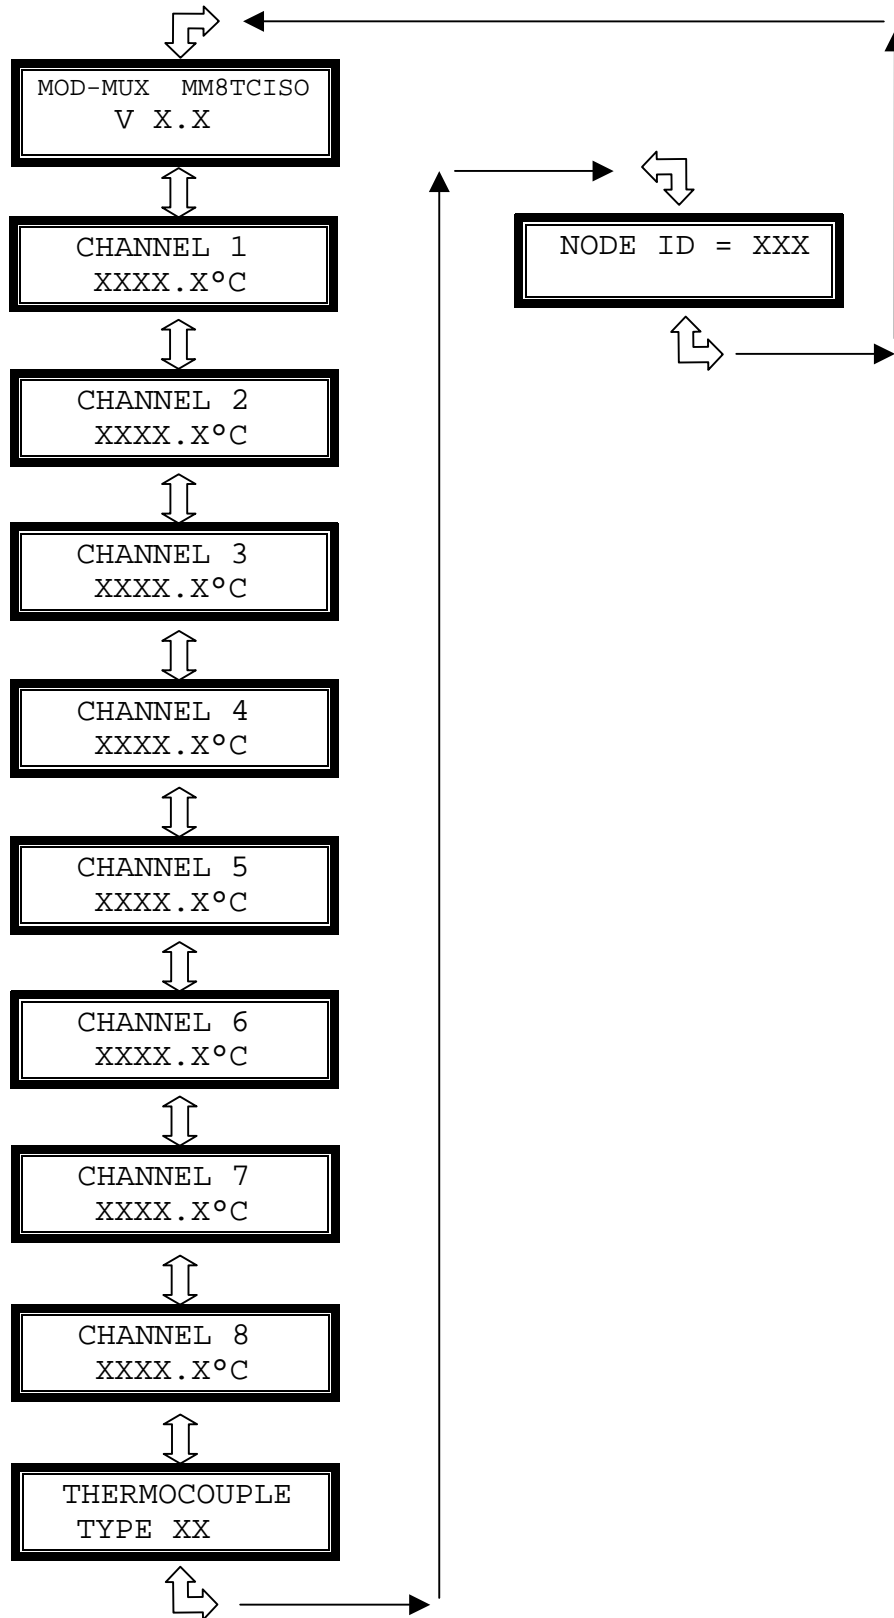 MOD-MUX MM8TCISO
V X.X
CHANNEL 1
XXXX.X°C
CHANNEL 2
XXXX.X°C
CHANNEL 3
XXXX.X°C
CHANNEL 4
XXXX.X°C
CHANNEL 5
XXXX.X°C
CHANNEL 6
XXXX.X°C
CHANNEL 7
XXXX.X°C
CHANNEL 8
XXXX.X°C
THERMOCOUPLE
TYPE XX
NODE ID = XXX